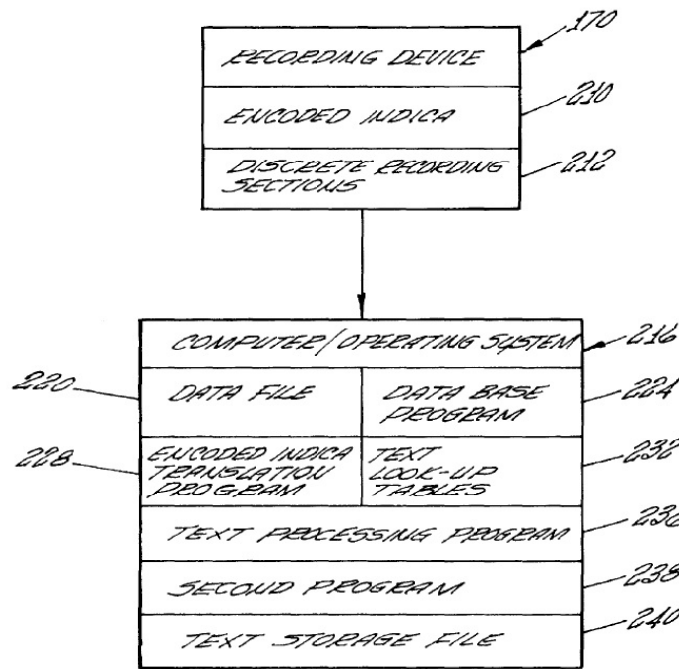 RECORDING DEVICE
170
ENCODED INDICA
210
DISCRETE RECORDING
SECTIONS
212
COMPUTER/OPERATING SYSTEM
216
220
DATA FILE
DATA BASE
PROGRAM
224
228
ENCODED INDICA
TRANSLATION
PROGRAM
TEXT
LOOK-UP
TABLES
232
TEXT PROCESSING PROGRAM
236
SECOND PROGRAM
238
TEXT STORAGE FILE
240